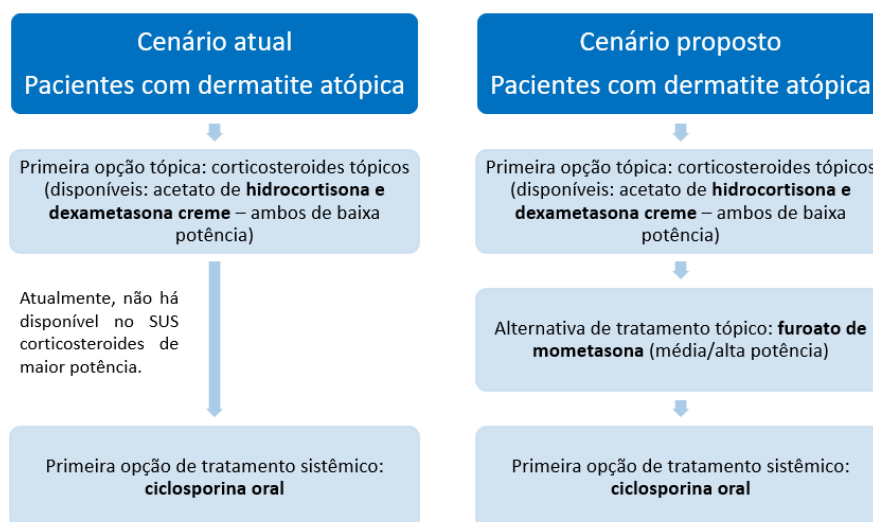 Cenário atual
Pacientes com dermatite atópica
Primeira opção tópica: corticosteroides tópicos
(disponíveis: acetato de hidrocortisona e
dexametasona creme – ambos de baixa
potência)
Atualmente, não há
disponível no SUS
corticosteroides de
maior potência.
Primeira opção de tratamento sistêmico:
ciclosporina oral
Cenário proposto
Pacientes com dermatite atópica
Primeira opção tópica: corticosteroides tópicos
(disponíveis: acetato de hidrocortisona e
dexametasona creme – ambos de baixa
potência)
Alternativa de tratamento tópico: furoato de
mometasona (média/alta potência)
Primeira opção de tratamento sistêmico:
ciclosporina oral